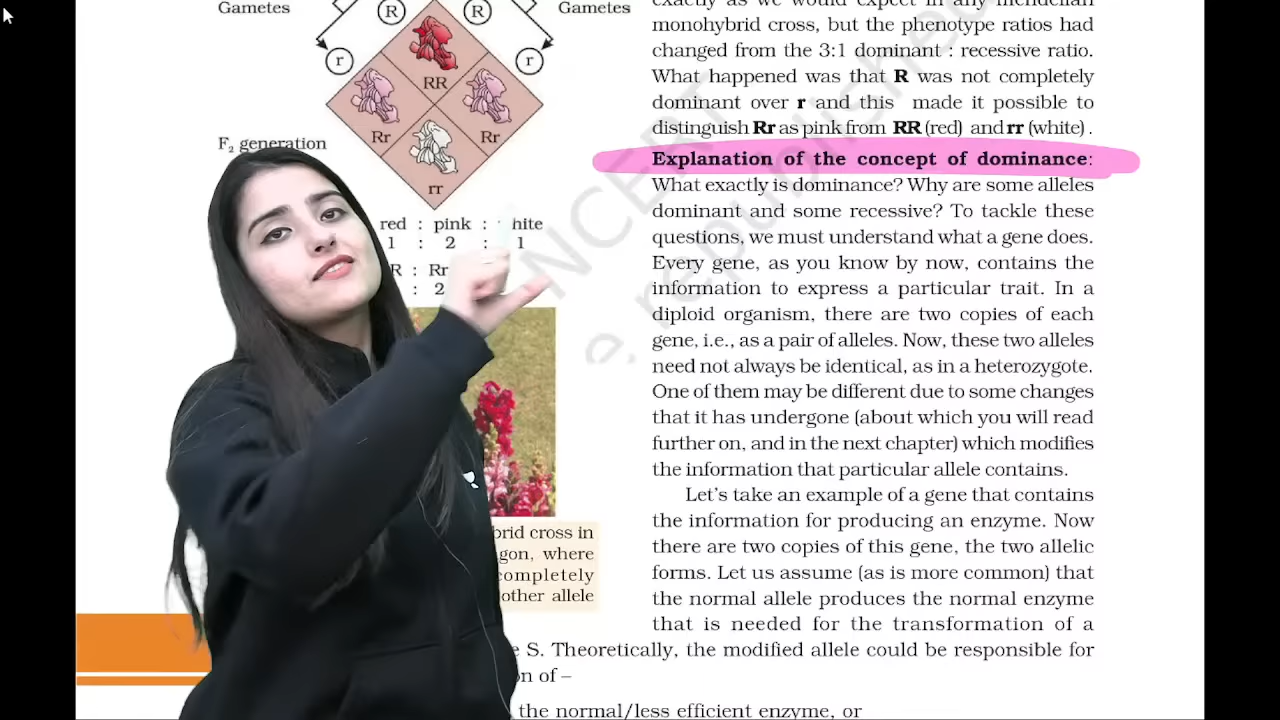 Gametes
R
R
Gametes
r
r
RR
Rr
Rr
rr
F2 generation
red : pink : hite
1 : 2 : 1
R : Rr
: 2
brid cross in
gon, where
completely
other allele
monohybrid cross, but the phenotype ratios had
changed from the 3:1 dominant : recessive ratio.
What happened was that R was not completely
dominant over r and this made it possible to
distinguish Rr as pink from RR (red) and rr (white) .
Explanation of the concept of dominance:
What exactly is dominance? Why are some alleles
dominant and some recessive? To tackle these
questions, we must understand what a gene does.
Every gene, as you know by now, contains the
information to express a particular trait. In a
diploid organism, there are two copies of each
gene, i.e., as a pair of alleles. Now, these two alleles
need not always be identical, as in a heterozygote.
One of them may be different due to some changes
that it has undergone (about which you will read
further on, and in the next chapter) which modifies
the information that particular allele contains.
Let's take an example of a gene that contains
the information for producing an enzyme. Now
there are two copies of this gene, the two allelic
forms. Let us assume (as is more common) that
the normal allele produces the normal enzyme
that is needed for the transformation of a
e S. Theoretically, the modified allele could be responsible for
on of –
the normal/less efficient enzyme, or